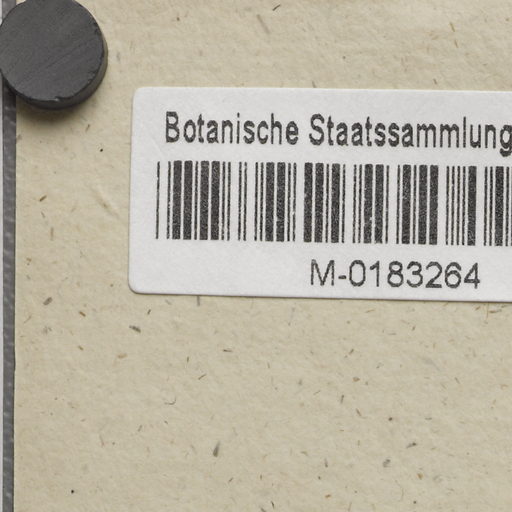 Botanische Staatssammlung
M-0183264